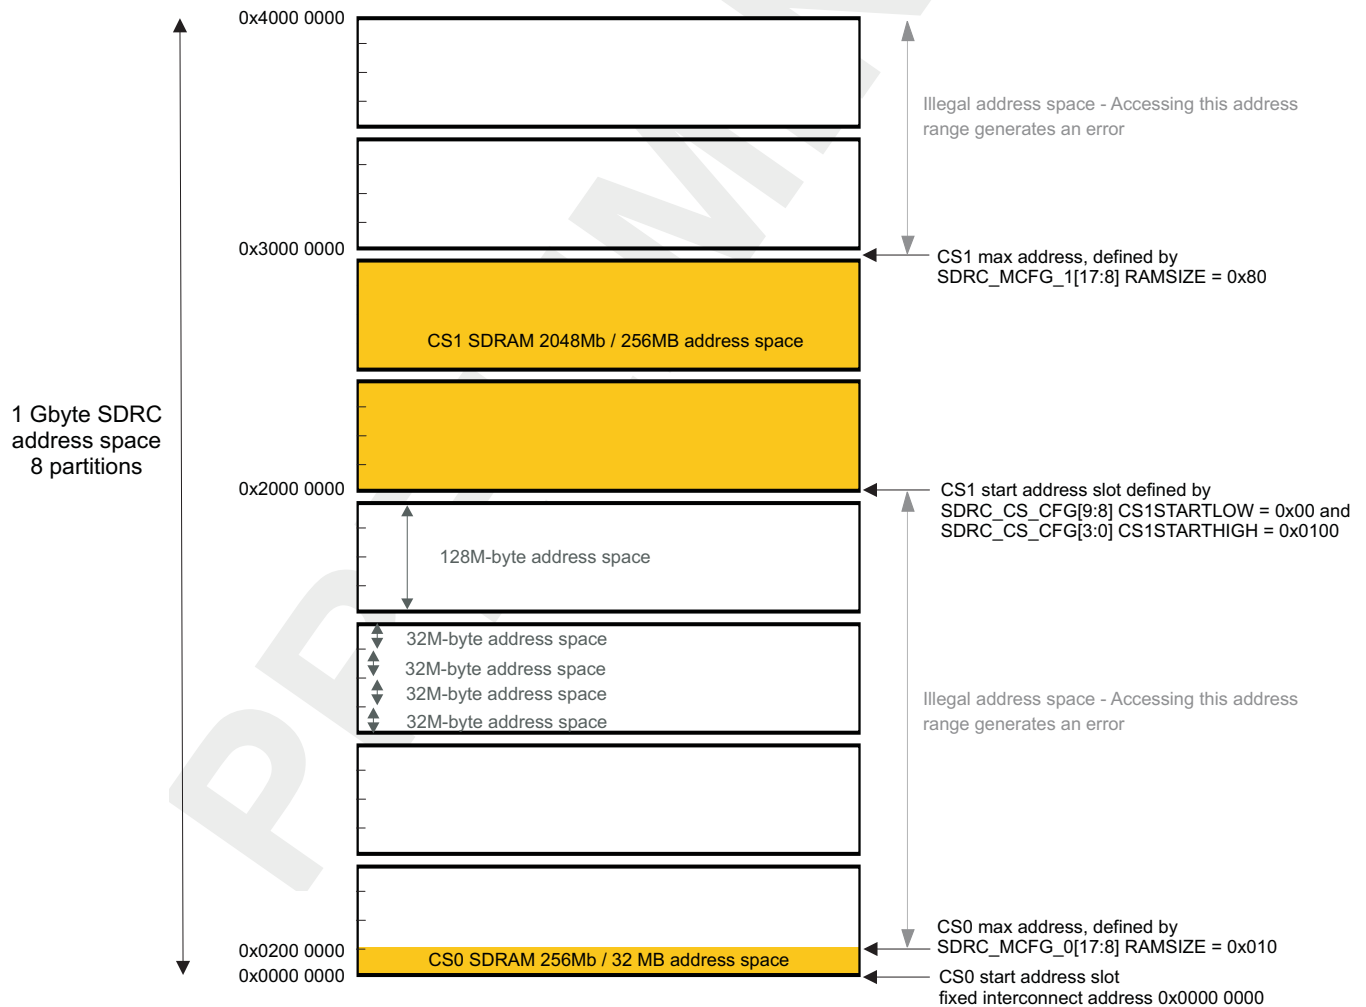 0x4000 0000
Illegal address space - Accessing this address
range generates an error
0x3000 0000
CS1 max address, defined by
SDRC_MCFG_1[17:8] RAMSIZE = 0x80
CS1 SDRAM 2048Mb / 256MB address space
1 Gbyte SDRC
address space
8 partitions
0x2000 0000
CS1 start address slot defined by
SDRC_CS_CFG[9:8] CS1STARTLOW = 0x00 and
SDRC_CS_CFG[3:0] CS1STARTHIGH = 0x0100
128M-byte address space
32M-byte address space
32M-byte address space
32M-byte address space
32M-byte address space
Illegal address space - Accessing this address
range generates an error
CS0 max address, defined by
SDRC_MCFG_0[17:8] RAMSIZE = 0x010
0x0200 0000
CS0 SDRAM 256Mb / 32 MB address space
0x0000 0000
CS0 start address slot
fixed interconnect address 0x0000 0000